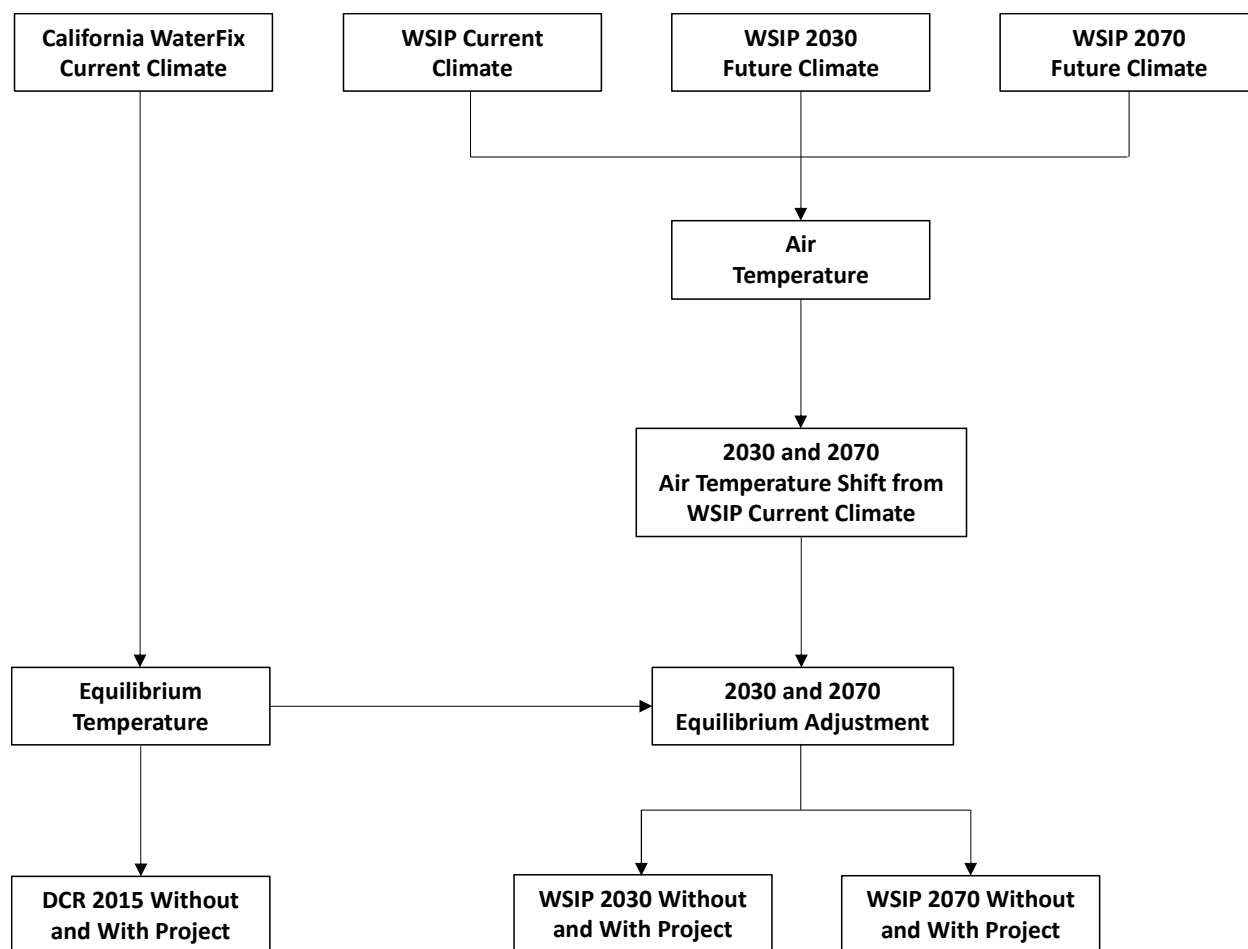 California WaterFix
Current Climate
WSIP Current
Climate
WSIP 2030
Future Climate
WSIP 2070
Future Climate
Air
Temperature
2030 and 2070
Air Temperature Shift from
WSIP Current Climate
Equilibrium
Temperature
2030 and 2070
Equilibrium Adjustment
DCR 2015 Without
and With Project
WSIP 2030 Without
and With Project
WSIP 2070 Without
and With Project